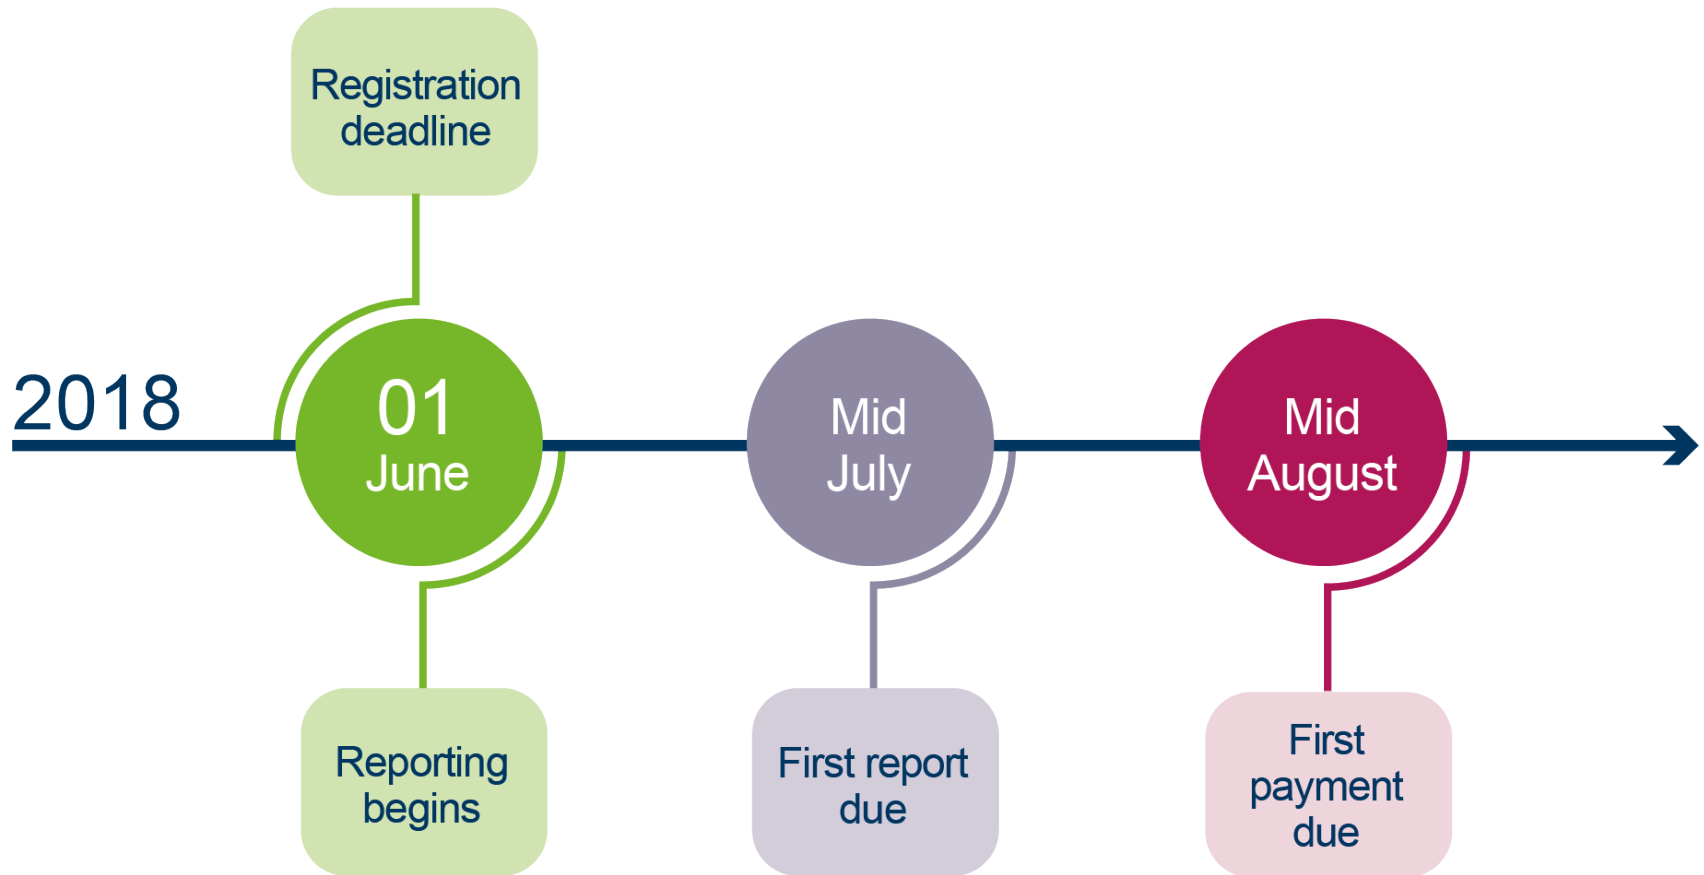 Registration
deadline
2018
01
June
Mid
July
Mid
August
Reporting
begins
First report
due
First
payment
due